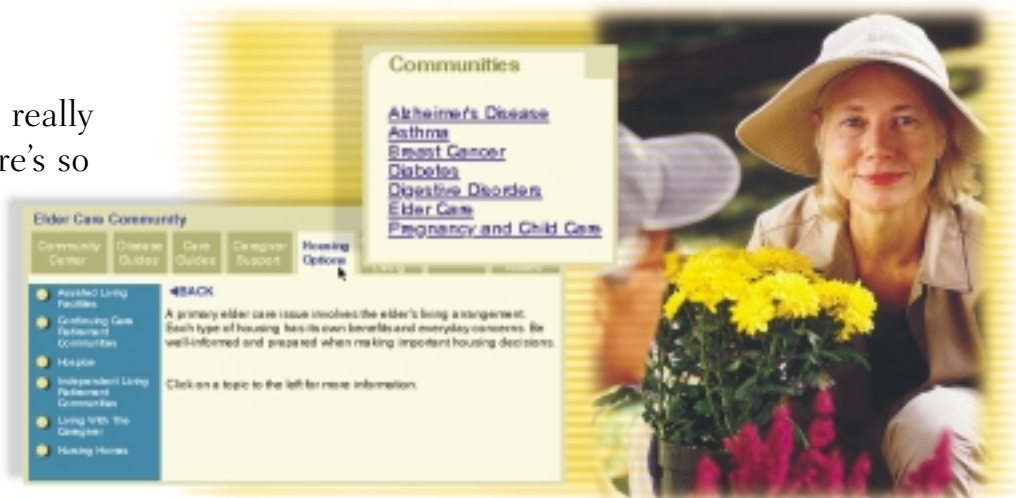 really
re’s so
Communities
Alzheimer's Disease
Asthma
Breast Cancer
Diabetes
Digestive Disorders
Elder Care
Pregnancy and Child Care
Elder Care Community
Community
Center
Disease
Guides
Care
Guides
Caregiver
Support
Housing
Options
Living
◄BACK
A primary elder care issue involves the elder's living arrangement.
Each type of housing has its own benefits and everyday concerns. Be
well-informed and prepared when making important housing decisions.
Click on a topic to the left for more information.
Assisted Living
Facilities
Continuing Care
Retirement
Communities
Hospice
Independent Living
Retirement
Communities
Living With The
Caregiver
Nursing Homes